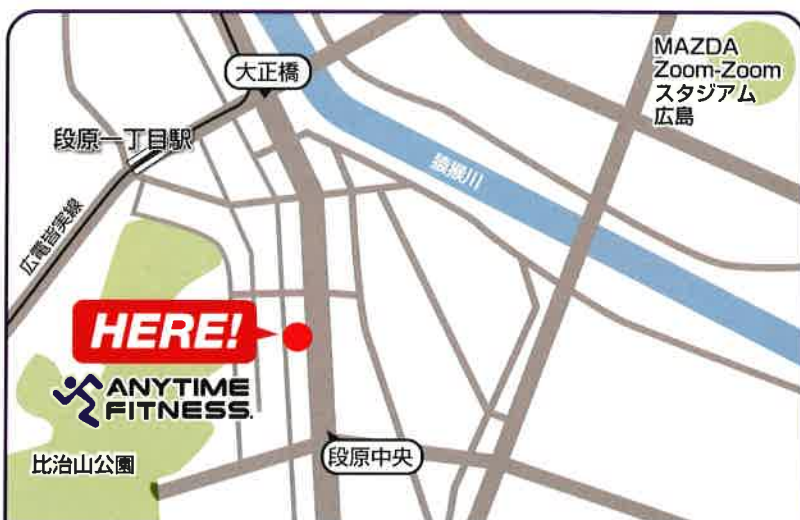 MAZDA
Zoom-Zoom
スタジアム
広島
大正橋
段原一丁目駅
猿猴川
広電皆実線
HERE!
ANYTIME
FITNESS.
段原中央
比治山公園